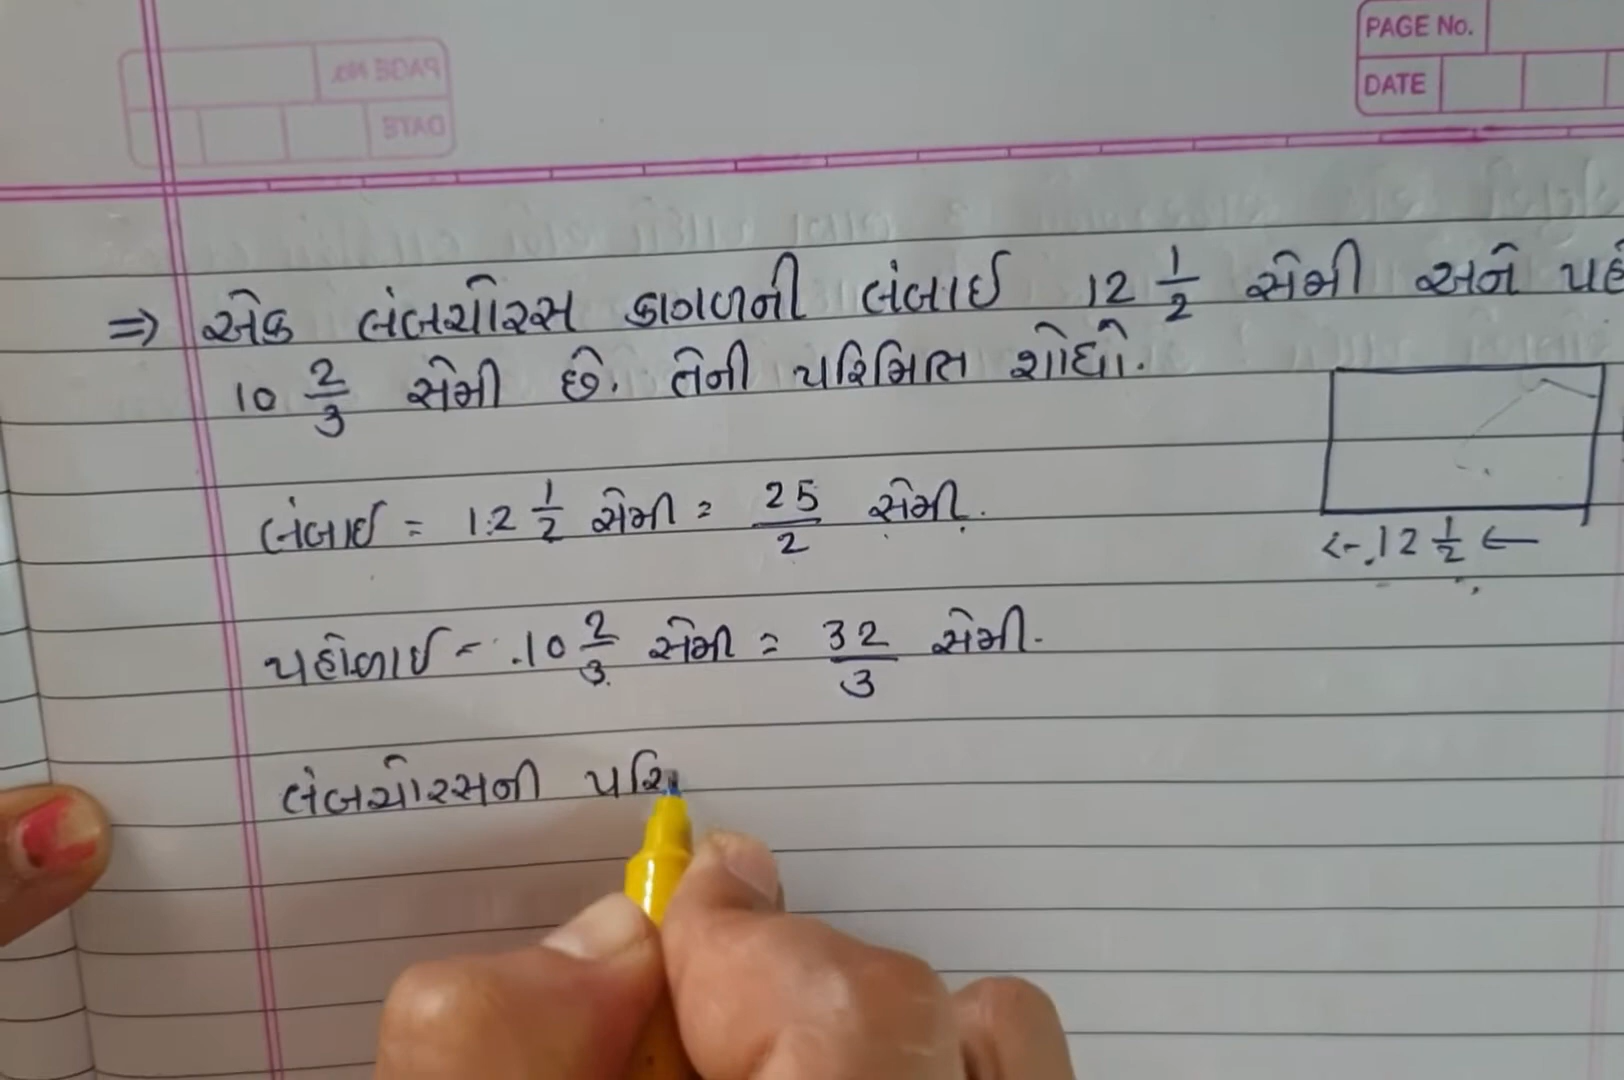 PAGE No.
DATE
⇒ એક લંબચોરસ કાગળની લંબાઈ 12 1/2 સેમી અને
10 2/3 સેમી છે. તેની પરિમિતિ શોધો.
લંબાઈ = 12 1/2 સેમી = 25/2 સેમી.
←12 1/2 ←
પહોળાઈ = 10 2/3 સેમી = 32/3 સેમી.
લંબચોરસની પરિ